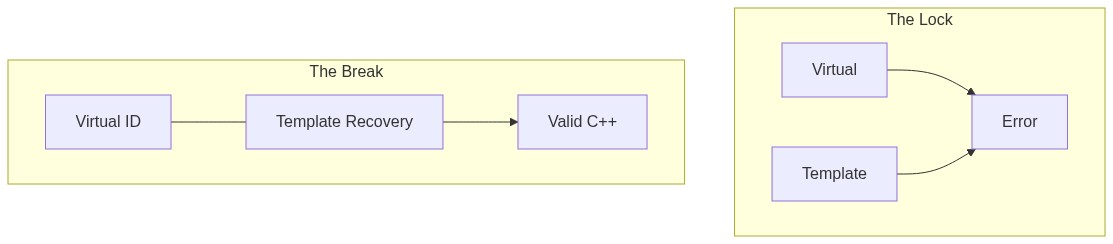 The Break
Virtual ID
Template Recovery
Valid C++
The Lock
Virtual
Template
Error